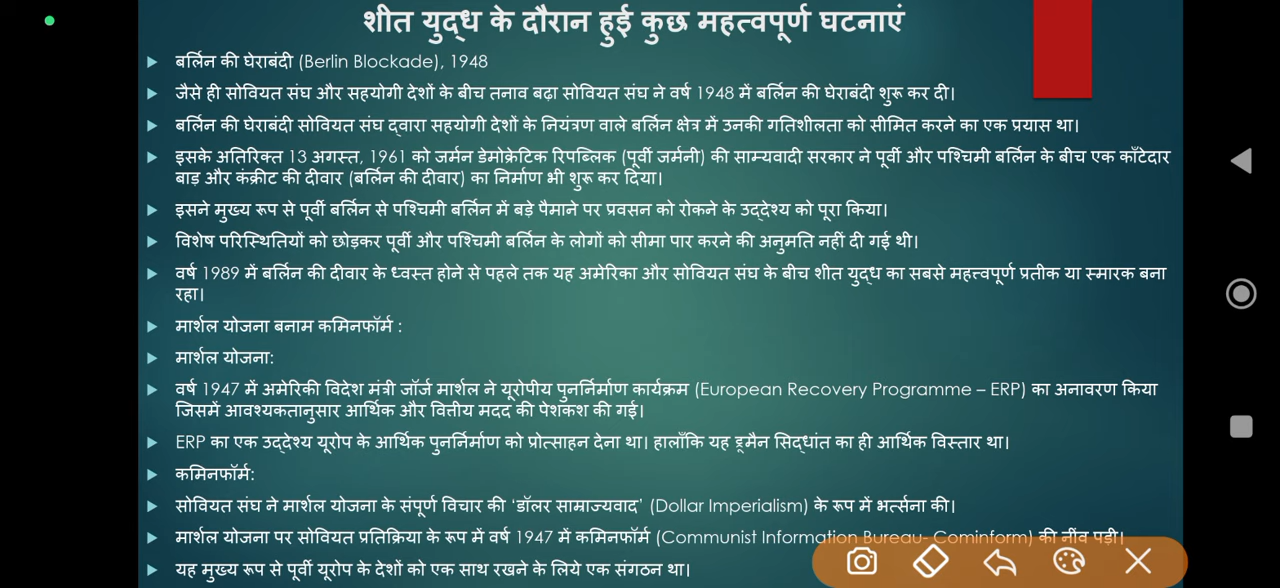 शीत युद्ध के दौरान हुई कुछ महत्वपूर्ण घटनाएं
बर्लिन की घेराबंदी (Berlin Blockade), 1948
जैसे ही सोवियत संघ और सहयोगी देशों के बीच तनाव बढ़ा सोवियत संघ ने वर्ष 1948 में बर्लिन की घेराबंदी शुरू कर दी।
बर्लिन की घेराबंदी सोवियत संघ द्वारा सहयोगी देशों के नियंत्रण वाले बर्लिन क्षेत्र में उनकी गतिशीलता को सीमित करने का एक प्रयास था।
इसके अतिरिक्त 13 अगस्त, 1961 को जर्मन डेमोक्रेटिक रिपब्लिक (पूर्वी जर्मनी) की साम्यवादी सरकार ने पूर्वी और पश्चिमी बर्लिन के बीच एक काँटेदार
बाड़ और कंक्रीट की दीवार (बर्लिन की दीवार) का निर्माण भी शुरू कर दिया।
इसने मुख्य रूप से पूर्वी बर्लिन से पश्चिमी बर्लिन में बड़े पैमाने पर प्रवसन को रोकने के उद्देश्य को पूरा किया।
विशेष परिस्थितियों को छोड़कर पूर्वी और पश्चिमी बर्लिन के लोगों को सीमा पार करने की अनुमति नहीं दी गई थी।
वर्ष 1989 में बर्लिन की दीवार के ध्वस्त होने से पहले तक यह अमेरिका और सोवियत संघ के बीच शीत युद्ध का सबसे महत्त्वपूर्ण प्रतीक या स्मारक बना
रहा।
मार्शल योजना बनाम कमिनफॉर्म :
मार्शल योजना:
वर्ष 1947 में अमेरिकी विदेश मंत्री जॉर्ज मार्शल ने यूरोपीय पुनर्निर्माण कार्यक्रम (European Recovery Programme – ERP) का अनावरण किया
जिसमें आवश्यकतानुसार आर्थिक और वित्तीय मदद की पेशकश की गई।
ERP का एक उद्देश्य यूरोप के आर्थिक पुनर्निर्माण को प्रोत्साहन देना था। हालाँकि यह ट्रूमैन सिद्धांत का ही आर्थिक विस्तार था।
कमिनफॉर्म:
सोवियत संघ ने मार्शल योजना के संपूर्ण विचार की ‘डॉलर साम्राज्यवाद’ (Dollar Imperialism) के रूप में भर्त्सना की।
मार्शल योजना पर सोवियत प्रतिक्रिया के रूप में वर्ष 1947 में कमिनफॉर्म (Communist Information Bureau- Cominform) की नींव पड़ी।
यह मुख्य रूप से पूर्वी यूरोप के देशों को एक साथ रखने के लिये एक संगठन था।